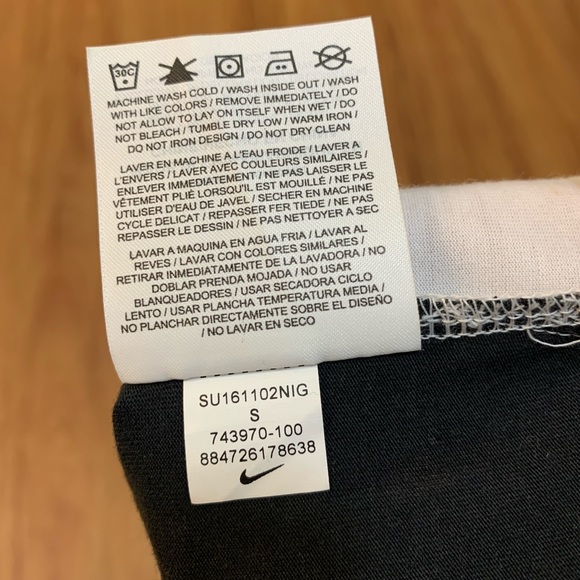 30C
MACHINE WASH COLD / WASH INSIDE OUT / WASH
WITH LIKE COLORS / REMOVE IMMEDIATELY / DO
NOT ALLOW TO LAY ON ITSELF WHEN WET / DO
NOT BLEACH / TUMBLE DRY LOW / WARM IRON /
DO NOT IRON DESIGN / DO NOT DRY CLEAN
LAVER EN MACHINE A L'EAU FROIDE / LAVER A
L'ENVERS / LAVER AVEC COULEURS SIMILAIRES /
ENLEVER IMMEDIATEMENT / NE PAS LAISSER LE
VÊTEMENT PLIÉ LORSQU'IL EST MOUILLÉ / NE PAS
UTILISER D'EAU DE JAVEL / SECHER EN MACHINE
CYCLE DELICAT / REPASSER FER TIEDE / NE PAS
REPASSER LE DESSIN / NE PAS NETTOYER A SEC
LAVAR A MAQUINA EN AGUA FRIA / LAVAR AL
REVES / LAVAR CON COLORES SIMILARES /
RETIRAR INMEDIATAMENTE DE LA LAVADORA / NO
DOBLAR PRENDA MOJADA / NO USAR
BLANQUEADORES / USAR SECADORA CICLO
LENTO / USAR PLANCHA TEMPERATURA MEDIA /
NO PLANCHAR DIRECTAMENTE SOBRE EL DISEÑO
/ NO LAVAR EN SECO
SU161102NIG
S
743970-100
884726178638